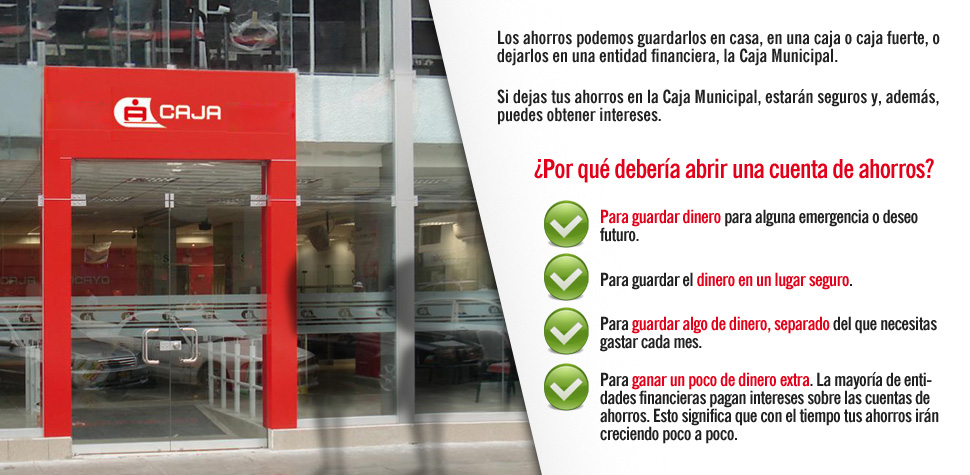 CAJA
CAJA
Los ahorros podemos guardarlos en casa, en una caja o caja fuerte, o
dejarlos en una entidad financiera, la Caja Municipal.
Si dejas tus ahorros en la Caja Municipal, estarán seguros y, además,
puedes obtener intereses.
¿Por qué debería abrir una cuenta de ahorros?
Para guardar dinero para alguna emergencia o deseo
futuro.
Para guardar el dinero en un lugar seguro.
Para guardar algo de dinero, separado del que necesitas
gastar cada mes.
Para ganar un poco de dinero extra. La mayoría de enti-
dades financieras pagan intereses sobre las cuentas de
ahorros. Esto significa que con el tiempo tus ahorros irán
creciendo poco a poco.